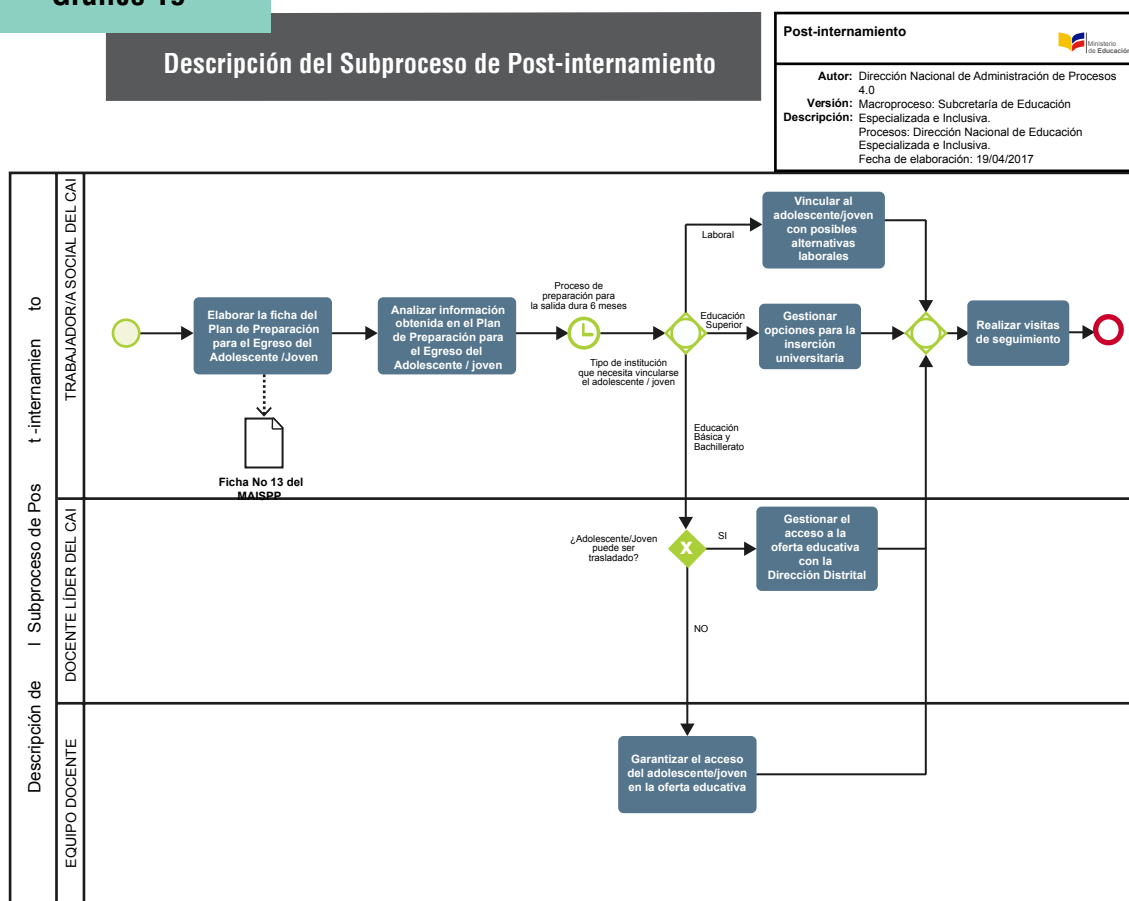 Gráfico 15
Descripción del Subproceso de Post-internamiento
Post-internamiento
Ministerio
de Educación
Autor: Dirección Nacional de Administración de Procesos
4.0
Versión: Macroproceso: Subcretaría de Educación
Descripción: Especializada e Inclusiva.
Procesos: Dirección Nacional de Educación
Especializada e Inclusiva.
Fecha de elaboración: 19/04/2017
Descripción de l Subproceso de Pos t -internamien to
TRABAJADOR/A SOCIAL DEL CAI
Elaborar la ficha del
Plan de Preparación
para el Egreso del
Adolescente /Joven
Ficha No 13 del
MAISPP
Analizar información
obtenida en el Plan
de Preparación para
el Egreso del
Adolescente / joven
Proceso de
preparación para
la salida dura 6 meses
Tipo de institución
que necesita vincularse
el adolescente / joven
Laboral
Vincular al
adolescente/joven
con posibles
alternativas
laborales
Educación
Superior
Gestionar
opciones para la
inserción
universitaria
Realizar visitas
de seguimiento
Educación
Básica y
Bachillerato
DOCENTE LÍDER DEL CAI
¿Adolescente/Joven
puede ser
trasladado?
X
SI
Gestionar el
acceso a la
oferta educativa
con la
Dirección Distrital
NO
EQUIPO DOCENTE
Garantizar el acceso
del adolescente/joven
en la oferta educativa